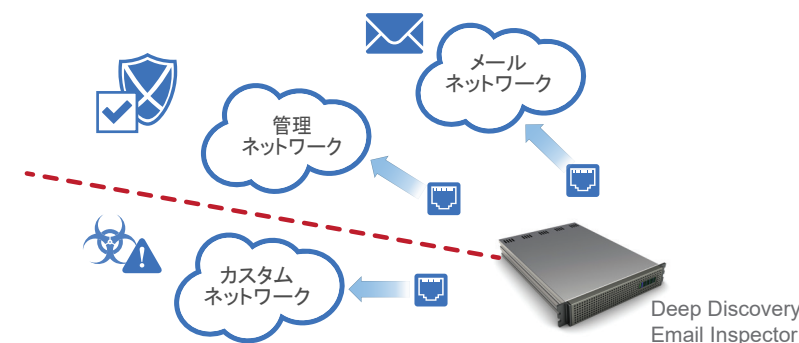 メール
ネットワーク
管理
ネットワーク
カスタム
ネットワーク
Deep Discovery
Email Inspector